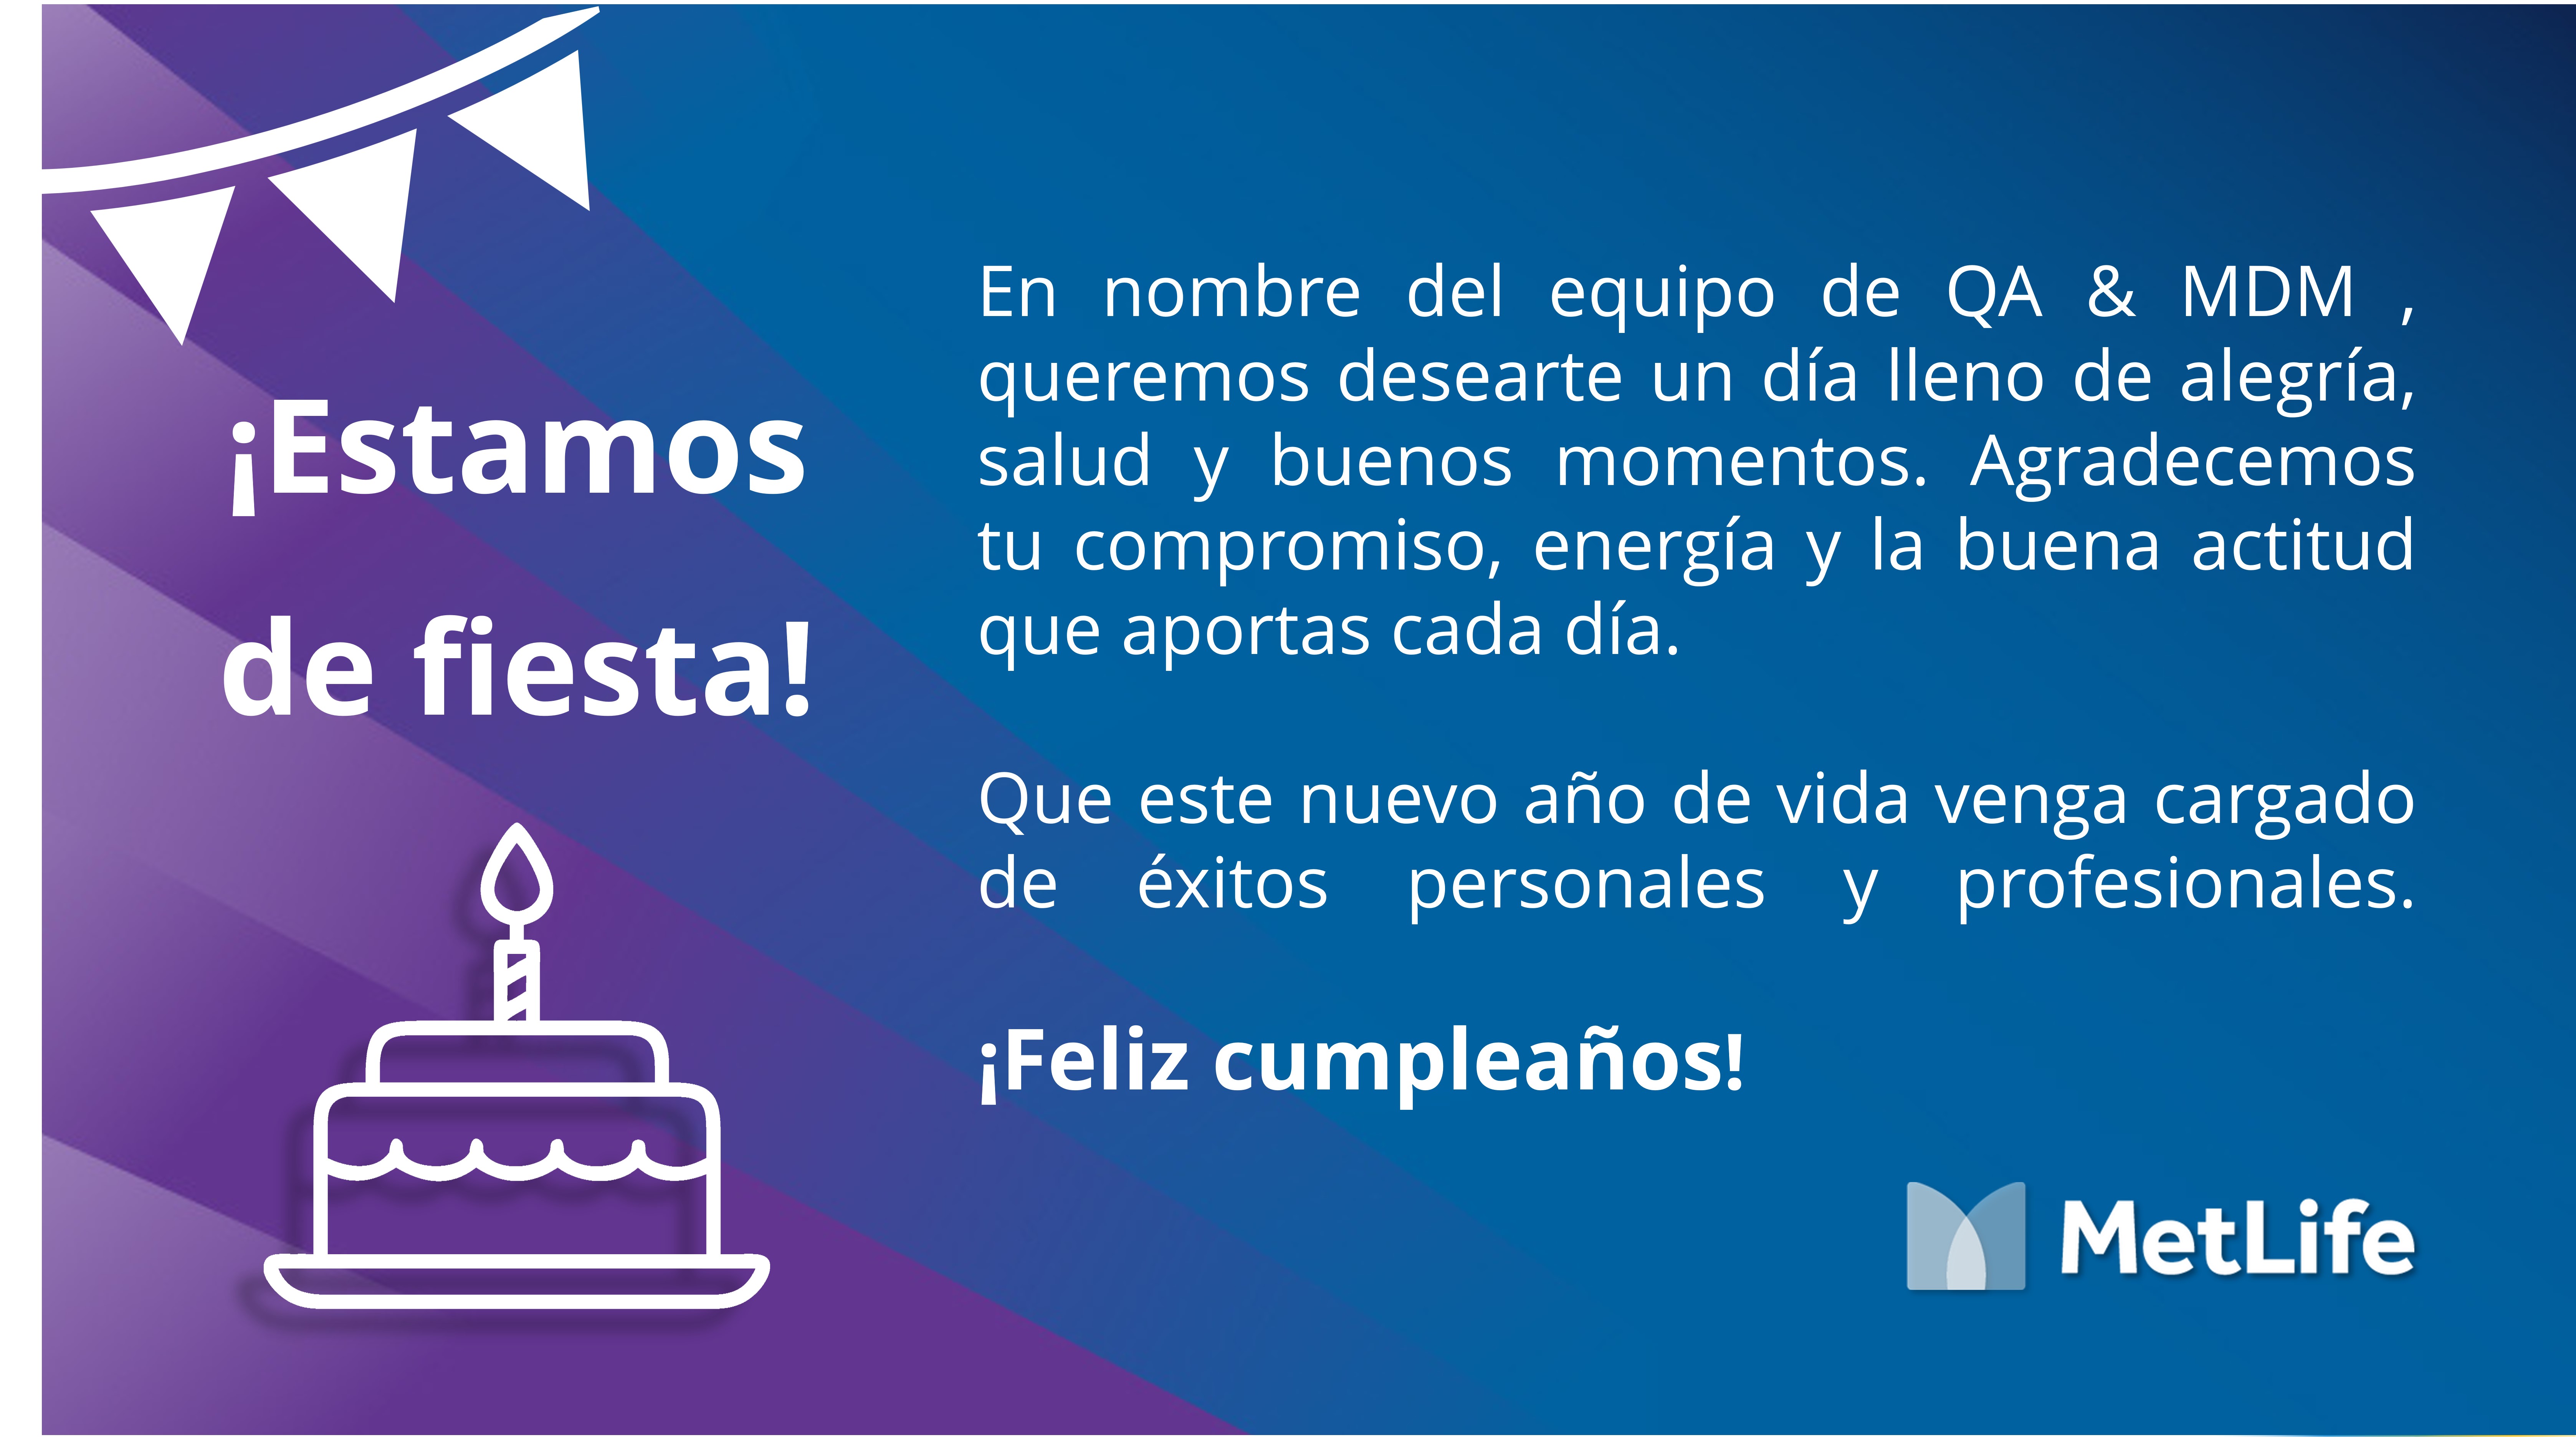 ¡Estamos
de fiesta!
En nombre del equipo de QA & MDM ,
queremos desearte un día lleno de alegría,
salud y buenos momentos. Agradecemos
tu compromiso, energía y la buena actitud
que aportas cada día.
Que este nuevo año de vida venga cargado
de éxitos personales y profesionales.
¡Feliz cumpleaños!
MetLife